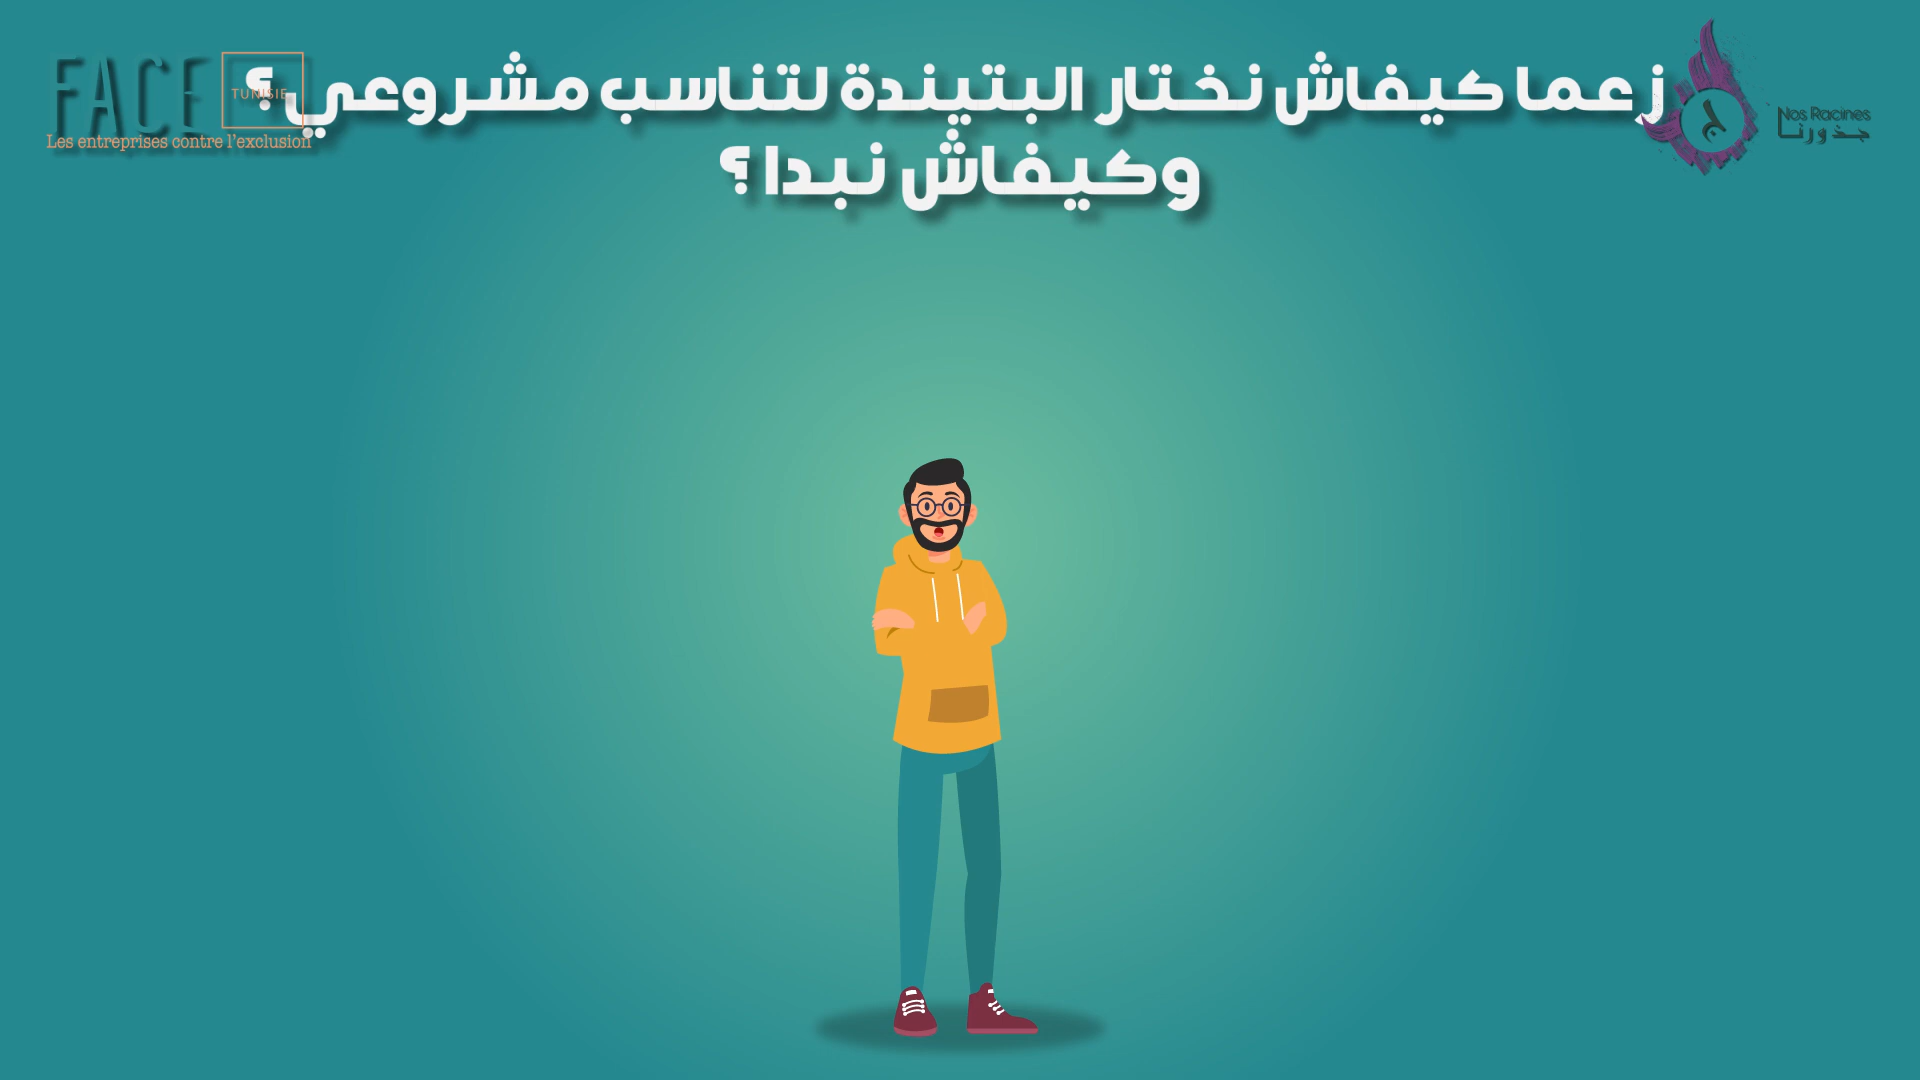 زعما كيفاش نختار البتيندة لتناسب مشروعي ؟
وكيفاش نبدا ؟
FACE
TUNISIE
Les entreprises contre l'exclusion
ج
Nos Racines
جذورنا